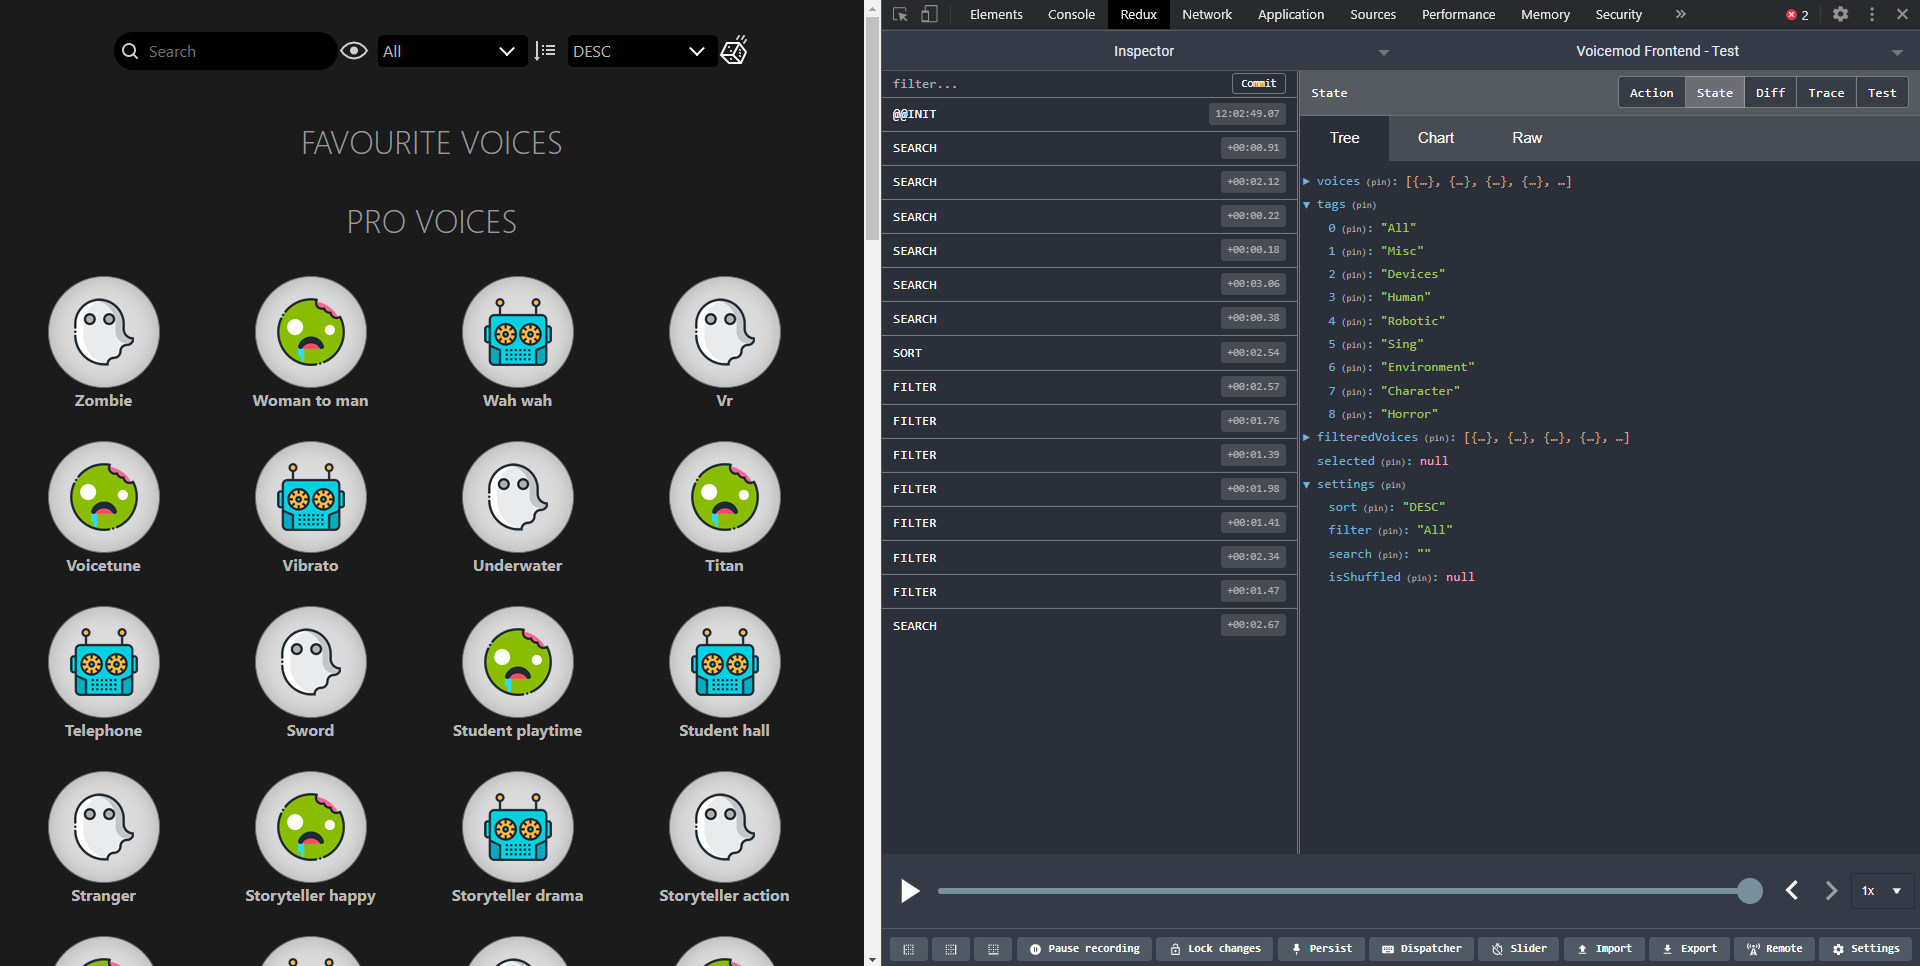 Search
All
DESC
FAVOURITE VOICES
PRO VOICES
Zombie
Woman to man
Wah wah
Vr
Voicetune
Vibrato
Underwater
Titan
Telephone
Sword
Student playtime
Student hall
Stranger
Storyteller happy
Storyteller drama
Storyteller action
Elements Console Redux Network Application Sources Performance Memory Security » 2
Inspector
Voicemod Frontend - Test
filter... Commit
@@INIT 12:02:49.07
SEARCH +00:00.91
SEARCH +00:02.12
SEARCH +00:00.22
SEARCH +00:00.18
SEARCH +00:03.06
SEARCH +00:00.38
SORT +00:02.54
FILTER +00:02.57
FILTER +00:01.76
FILTER +00:01.39
FILTER +00:01.98
FILTER +00:01.41
FILTER +00:02.34
FILTER +00:01.47
SEARCH +00:02.67
State Action State Diff Trace Test
Tree Chart Raw
voices (pin): [{…}, {…}, {…}, {…}, …]
tags (pin)
0 (pin): "All"
1 (pin): "Misc"
2 (pin): "Devices"
3 (pin): "Human"
4 (pin): "Robotic"
5 (pin): "Sing"
6 (pin): "Environment"
7 (pin): "Character"
8 (pin): "Horror"
filteredVoices (pin): [{…}, {…}, {…}, {…}, …]
selected (pin): null
settings (pin)
sort (pin): "DESC"
filter (pin): "All"
search (pin): ""
isShuffled (pin): null
1x
Pause recording Lock changes Persist Dispatcher Slider Import Export Remote Settings